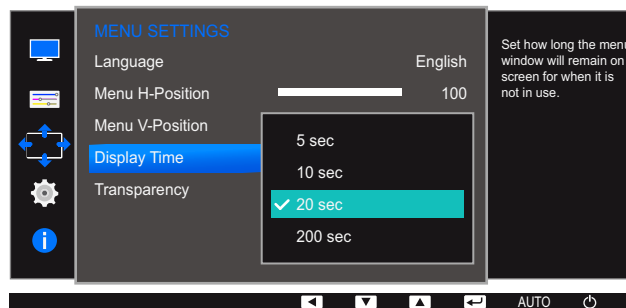 MENU SETTINGS
Language English
Menu H-Position 100
Menu V-Position
Display Time
Transparency
5 sec
10 sec
20 sec
200 sec
Set how long the menu
window will remain on
screen for when it is
not in use.
AUTO